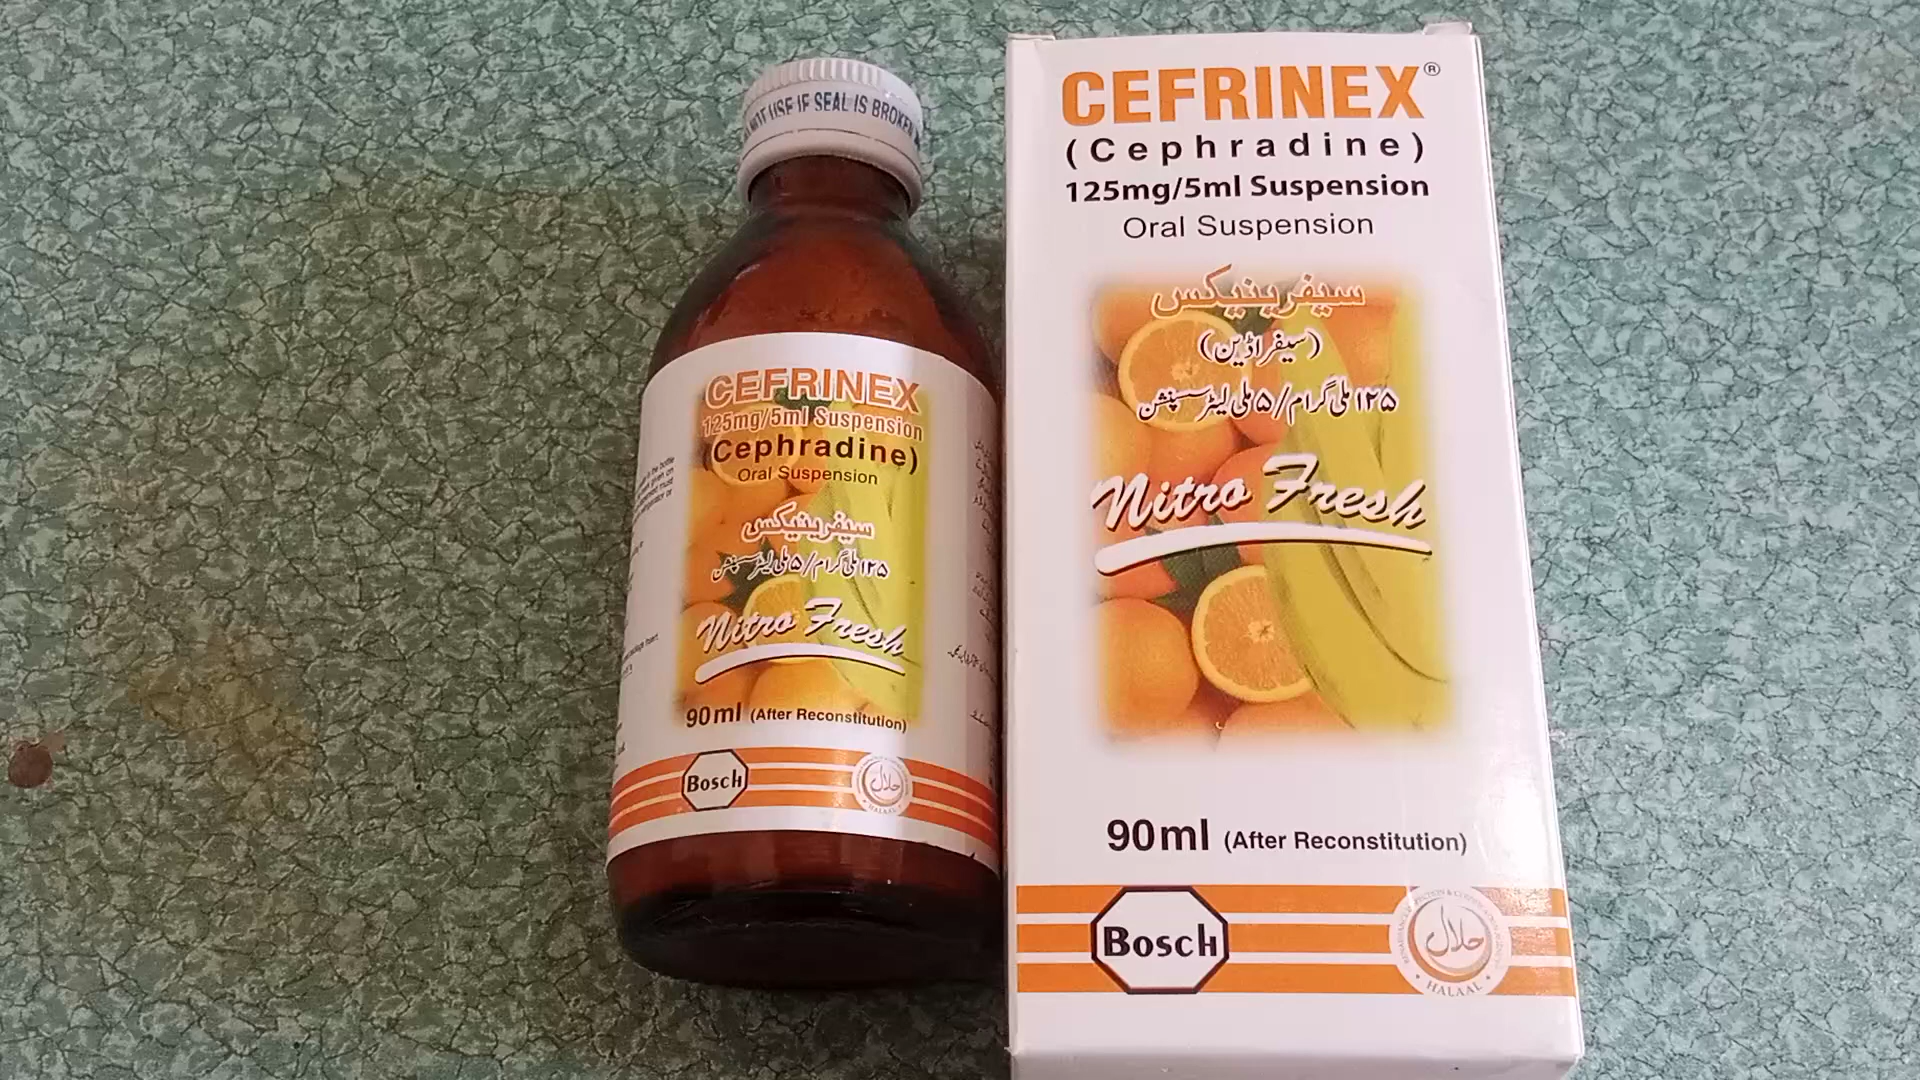 NOT USE IF SEAL IS BROKEN
CEFRINEX
125mg/5ml Suspension
(Cephradine)
Oral Suspension
سیفرینیکس
۱۲۵ ملی گرام/۵ ملی لیٹر سسپنشن
Nitro Fresh
90ml (After Reconstitution)
Bosch
حلال
HALAAL
CEFRINEX®
(Cephradine)
125mg/5ml Suspension
Oral Suspension
سیفرینیکس
(سیفراڈین)
۱۲۵ ملی گرام/۵ ملی لیٹر سسپنشن
Nitro Fresh
90ml (After Reconstitution)
Bosch
حلال
HALAAL